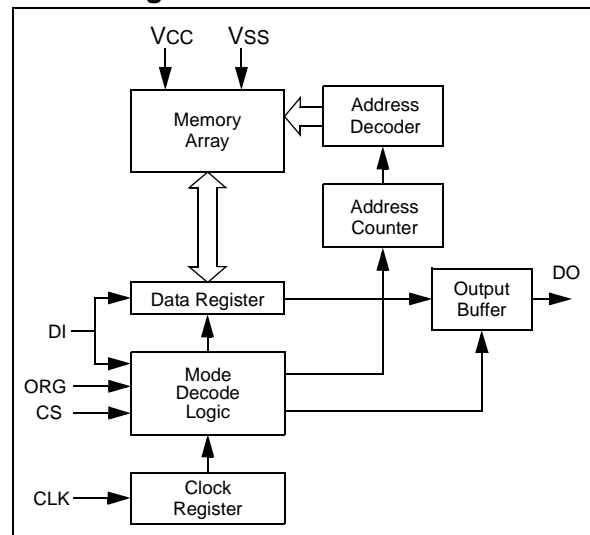 VCC VSS
Memory
Array
Address
Decoder
Address
Counter
Data Register
Output
Buffer
DO
DI
ORG
CS
Mode
Decode
Logic
CLK
Clock
Register